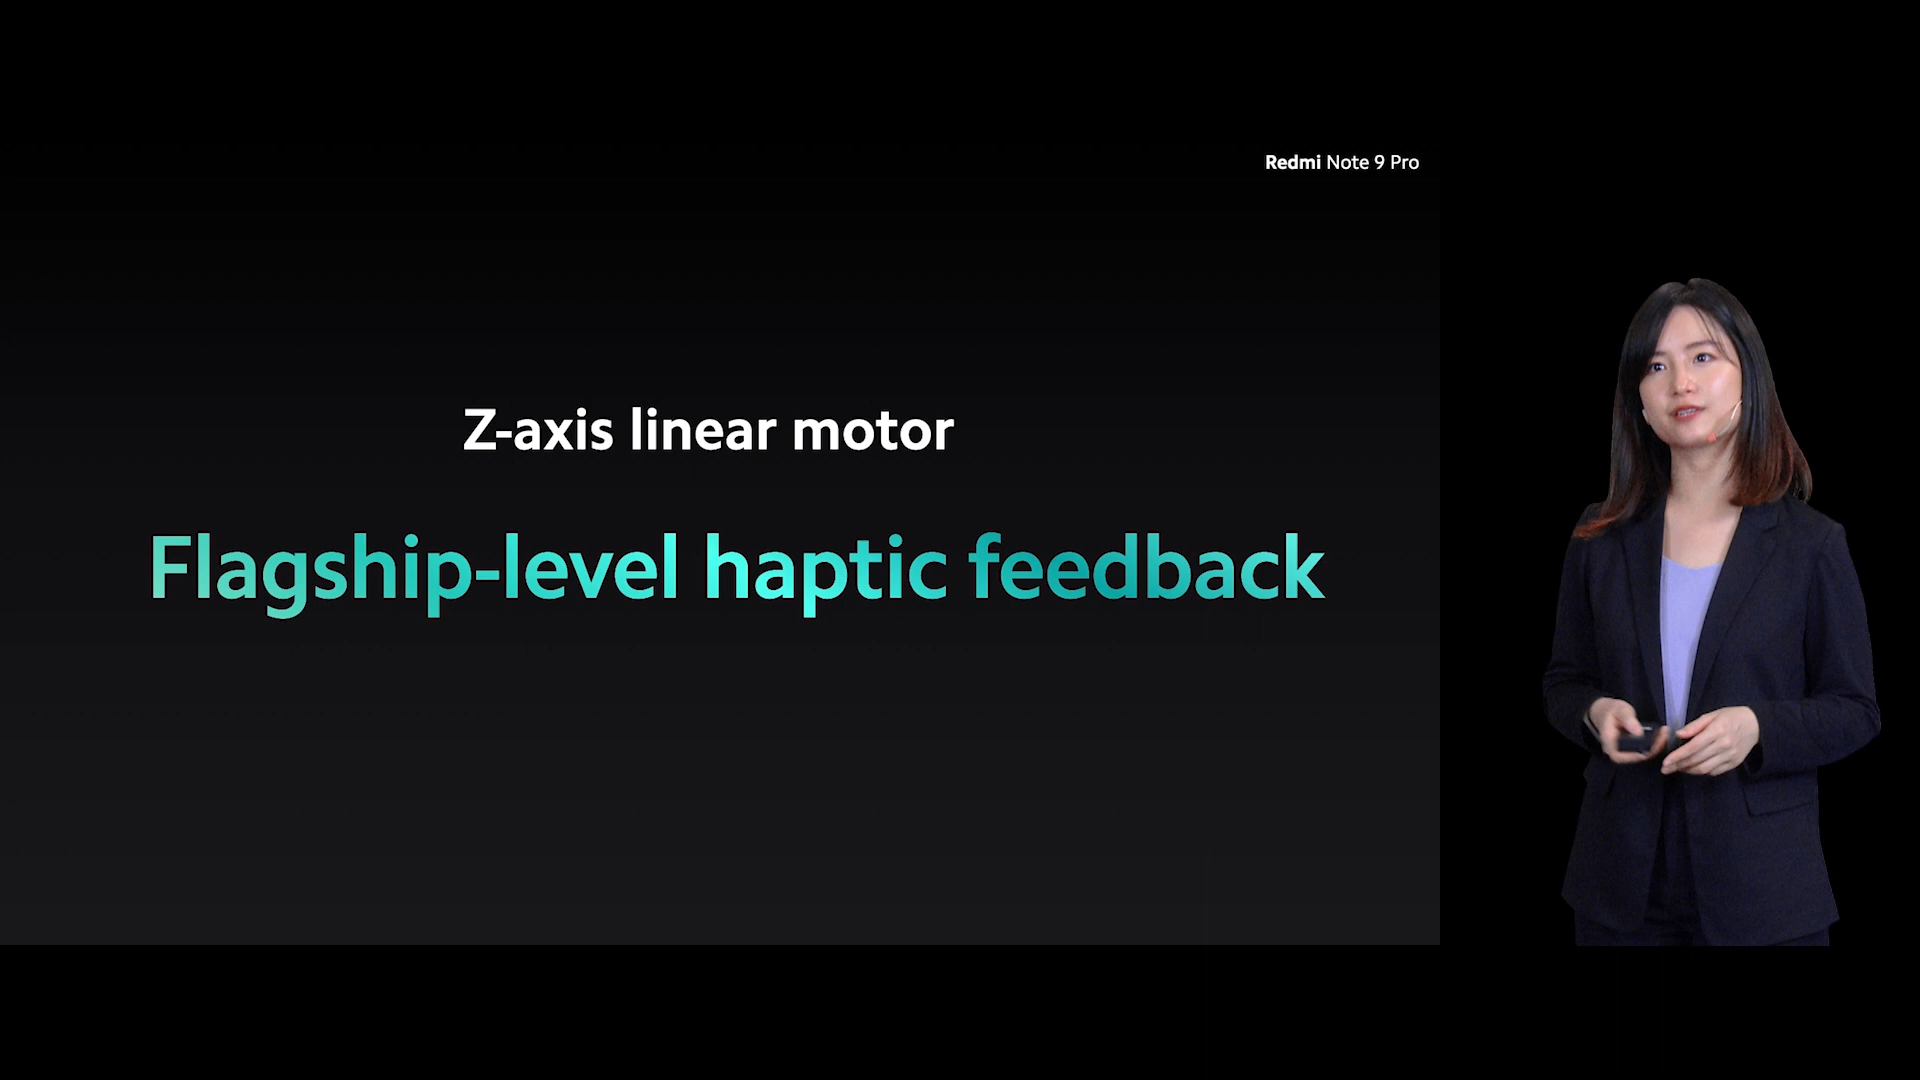 Redmi Note 9 Pro
Z-axis linear motor
Flagship-level haptic feedback